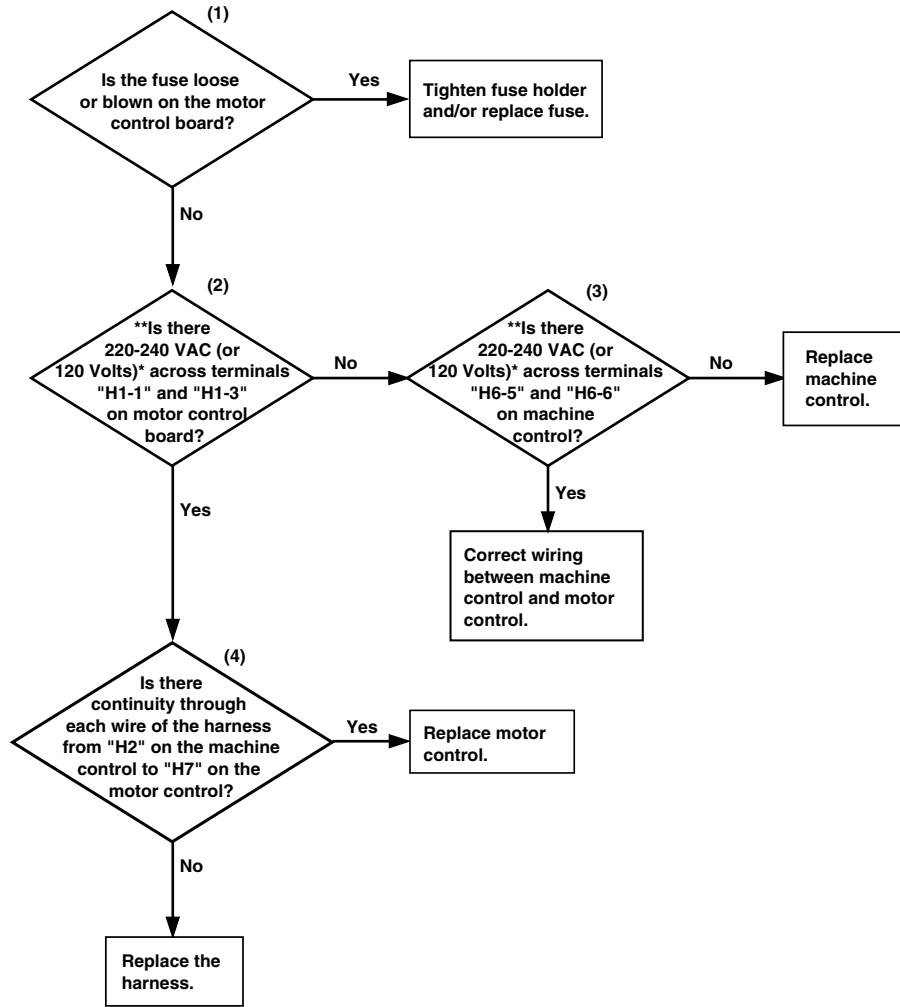 (1)
Is the fuse loose
or blown on the motor
control board?
Yes
Tighten fuse holder
and/or replace fuse.
No
(2)
**Is there
220-240 VAC (or
120 Volts)* across terminals
"H1-1" and "H1-3"
on motor control
board?
No
(3)
**Is there
220-240 VAC (or
120 Volts)* across terminals
"H6-5" and "H6-6"
on machine
control?
No
Replace
machine
control.
Yes
Yes
Correct wiring
between machine
control and motor
control.
(4)
Is there
continuity through
each wire of the harness
from "H2" on the machine
control to "H7" on the
motor control?
Yes
Replace motor
control.
No
Replace the
harness.